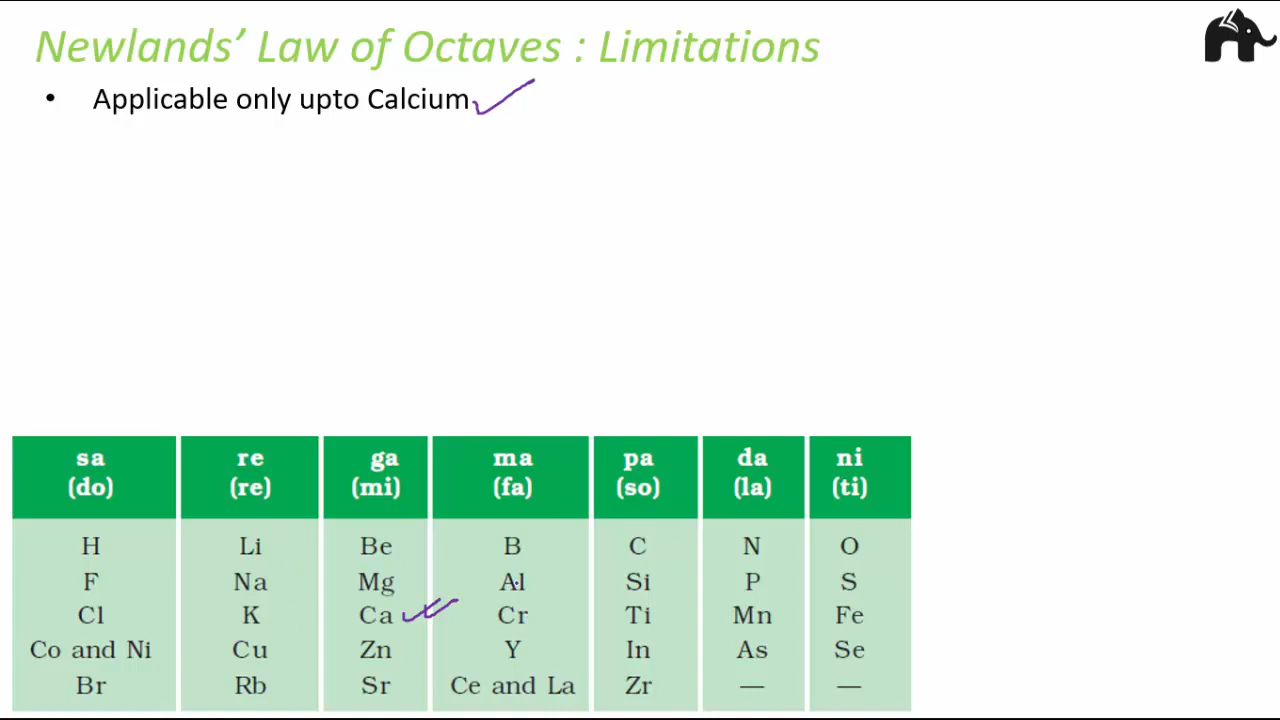 Newlands' Law of Octaves : Limitations
• Applicable only upto Calcium
sa re ga ma pa da ni
(do) (re) (mi) (fa) (so) (la) (ti)
H Li Be B C N O
F Na Mg Al Si P S
Cl K Ca Cr Ti Mn Fe
Co and Ni Cu Zn Y In As Se
Br Rb Sr Ce and La Zr — —